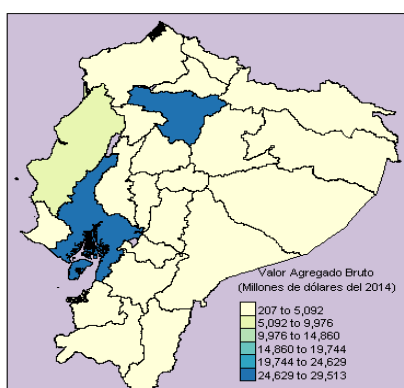 Valor Agregado Bruto
(Millones de dólares del 2014)
207 to 5,092
5,092 to 9,976
9,976 to 14,860
14,860 to 19,744
19,744 to 24,629
24,629 to 29,513